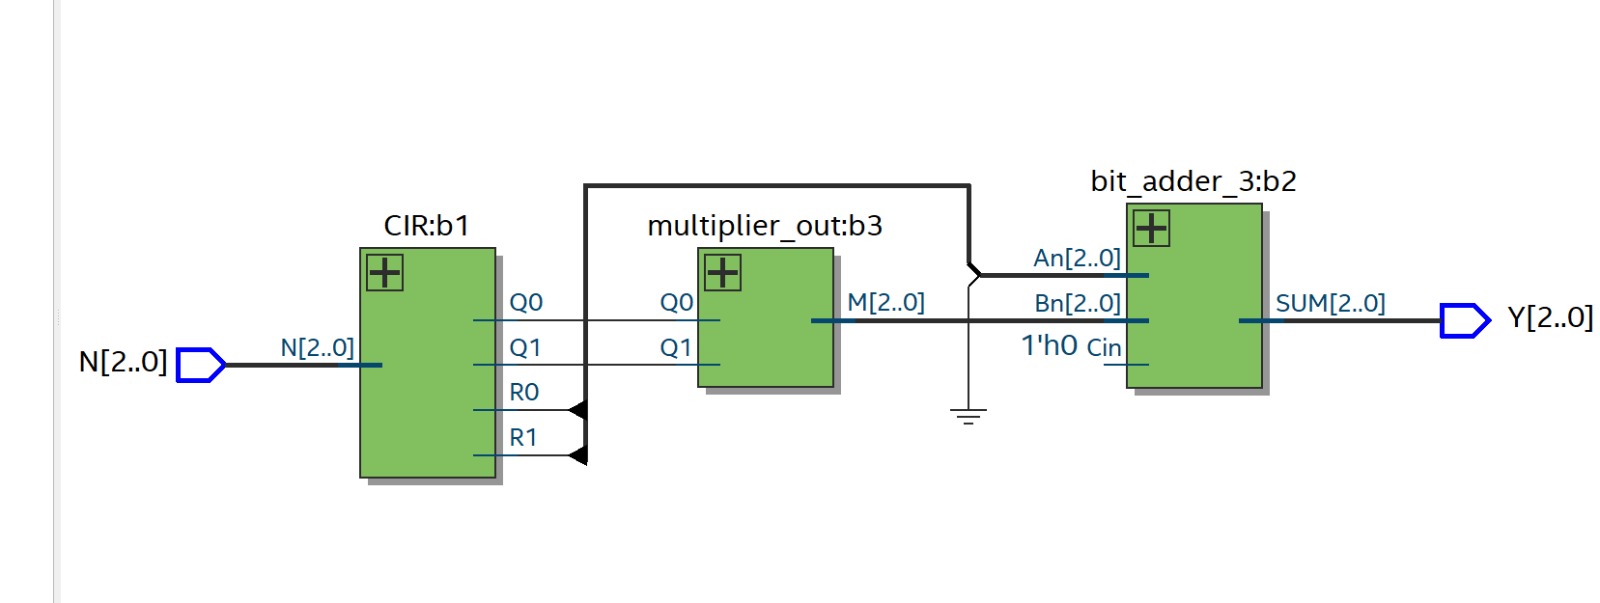 bit_adder_3:b2
CIR:b1
multiplier_out:b3
An[2..0]
Q0
Q0
M[2..0]
Bn[2..0]
SUM[2..0]
Y[2..0]
N[2..0]
N[2..0]
Q1
Q1
1'h0 Cin
R0
R1